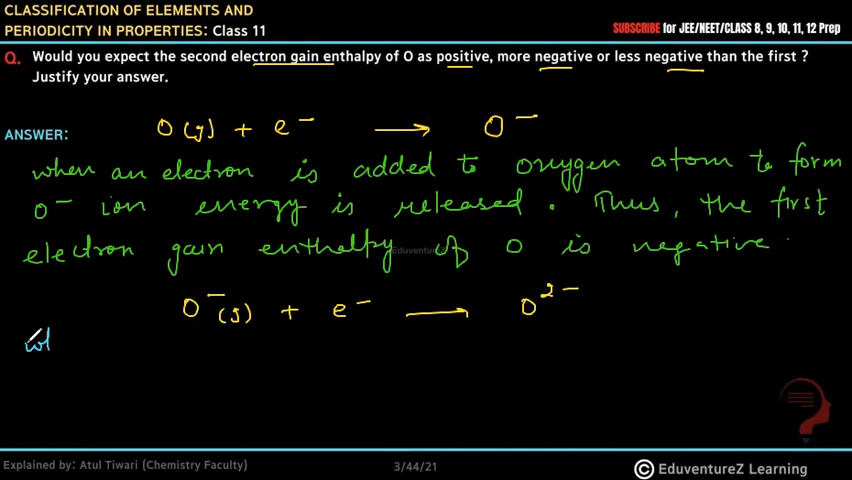 CLASSIFICATION OF ELEMENTS AND
PERIODICITY IN PROPERTIES: Class 11
SUBSCRIBE for JEE/NEET/CLASS 8, 9, 10, 11, 12 Prep
Q. Would you expect the second electron gain enthalpy of O as positive, more negative or less negative than the first ?
Justify your answer.
ANSWER:
O(g) + e⁻ → O⁻
when an electron is added to oxygen atom to form
O⁻ ion energy is released. Thus, the first
electron gain enthalpy of O is negative.
EduventureZ
O⁻(g) + e⁻ → O²⁻
wh
Explained by: Atul Tiwari (Chemistry Faculty)
3/44/21
© EduventureZ Learning